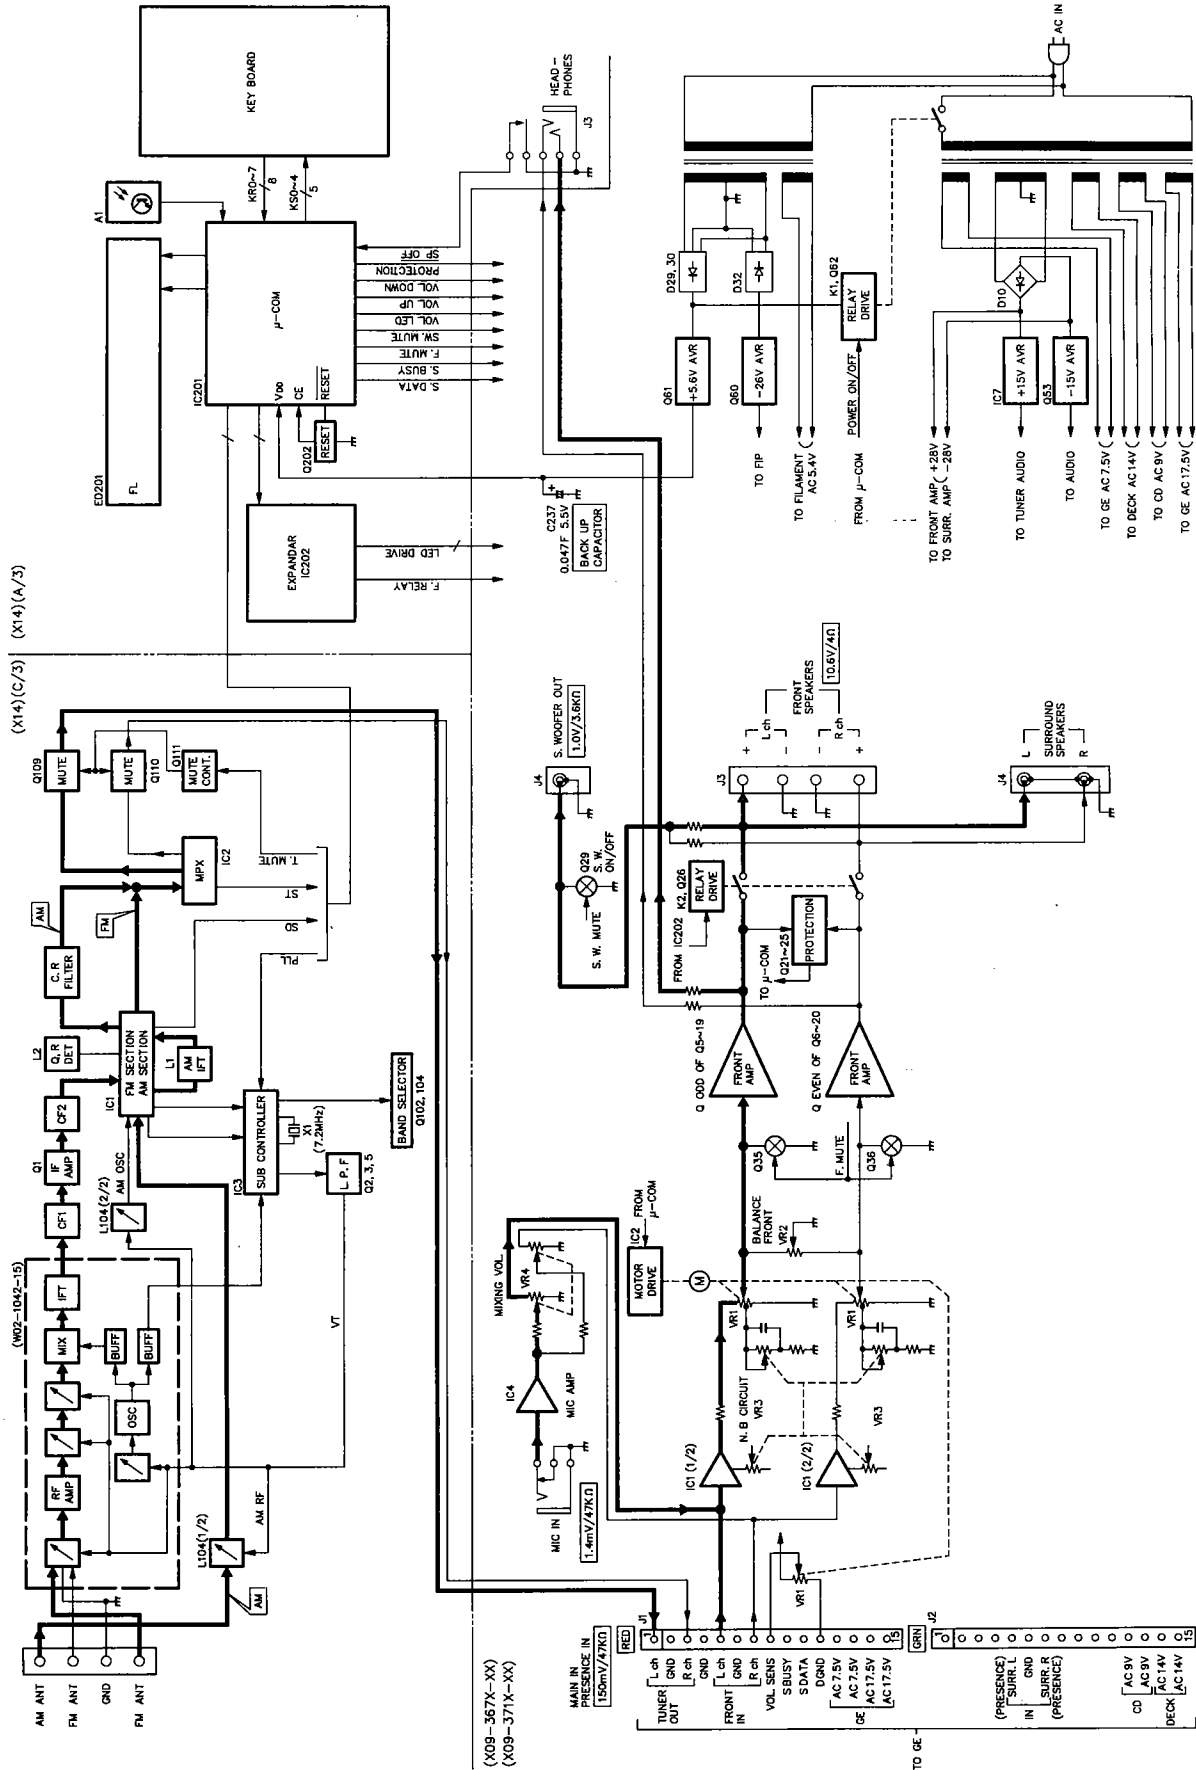 (X14)(C/3)
(X14)(A/3)
AM ANT
FM ANT
GND
FM ANT
(W02-1042-15)
RF
AMP
MIX
IFT
OSC
BUFF
BUFF
CF1
Q1
IF
AMP
CF2
L2
Q.R
DET
C.R
FILTER
AM
FM
IC1
FM SECTION
AM SECTION
L1
AM
IFT
L104(2/2)
AM OSC
L104(1/2)
AM
AM RF
VT
IC3
SUB CONTROLLER
X1
(7.2MHz)
L.P.F
Q2, 3, 5
BAND SELECTOR
Q102, 104
MPX
IC2
Q109
MUTE
MUTE
Q110
Q111
MUTE
CONT.
PLL
SD
ST
T. MUTE
ED201
FL
A1
KEY BOARD
KR0~7
8
KS0~4
5
IC201
μ-COM
VDD
CE
RESET
Q202
RESET
EXPANDAR
IC202
F. RELAY
LED DRIVE
S. DATA
S. BUSY
F. MUTE
SW. MUTE
VOL LED
VOL UP
VOL DOWN
PROTECTION
SP OFF
C237
0.047F 5.5V
+
BACK UP
CAPACITOR
HEAD-
PHONES
J3
(X09-367X-XX)
(X09-371X-XX)
MAIN IN
PRESENCE IN
150mV/47KΩ
RED
J1
1
15
TUNER
OUT
L ch
GND
R ch
GND
FRONT
IN
L ch
GND
R ch
VOL SENS
S BUSY
S DATA
DGND
GE
AC 7.5V
AC 7.5V
AC 17.5V
AC 17.5V
GRN
J2
1
15
(PRESENCE)
SURR. L
IN
GND
SURR. R
(PRESENCE)
CD
AC 9V
AC 9V
DECK
AC 14V
AC 14V
TO GE
MIC IN
1.4mV/47KΩ
IC4
MIC AMP
MIXING VOL.
VR4
IC1 (1/2)
IC1 (2/2)
N. B CIRCUIT
VR3
VR3
VR1
VR1
VR1
MOTOR
DRIVE
IC2
FROM
μ-COM
M
BALANCE
FRONT
VR2
F. MUTE
Q35
Q36
Q ODD OF Q5~19
FRONT
AMP
Q EVEN OF Q6~20
FRONT
AMP
TO μ-COM
Q21~25
PROTECTION
FROM IC202
RELAY
DRIVE
K2, Q26
S. W. MUTE
Q29
S. W.
ON/OFF
J4
S. WOOFER OUT
1.0V/3.6KΩ
J3
+
L ch
-
-
R ch
+
FRONT
SPEAKERS
10.6V/4Ω
J4
L
SURROUND
SPEAKERS
R
AC IN
D29, 30
D32
Q61
+5.6V AVR
Q60
-26V AVR
TO FIP
TO FILAMENT
AC 5.4V
K1, Q62
RELAY
DRIVE
POWER ON/OFF
FROM μ-COM
TO FRONT AMP
TO SURR. AMP
+28V
-28V
D10
IC7
+15V AVR
Q53
-15V AVR
TO TUNER AUDIO
TO AUDIO
TO GE AC 7.5V
TO DECK AC 14V
TO CD AC 9V
TO GE AC 17.5V